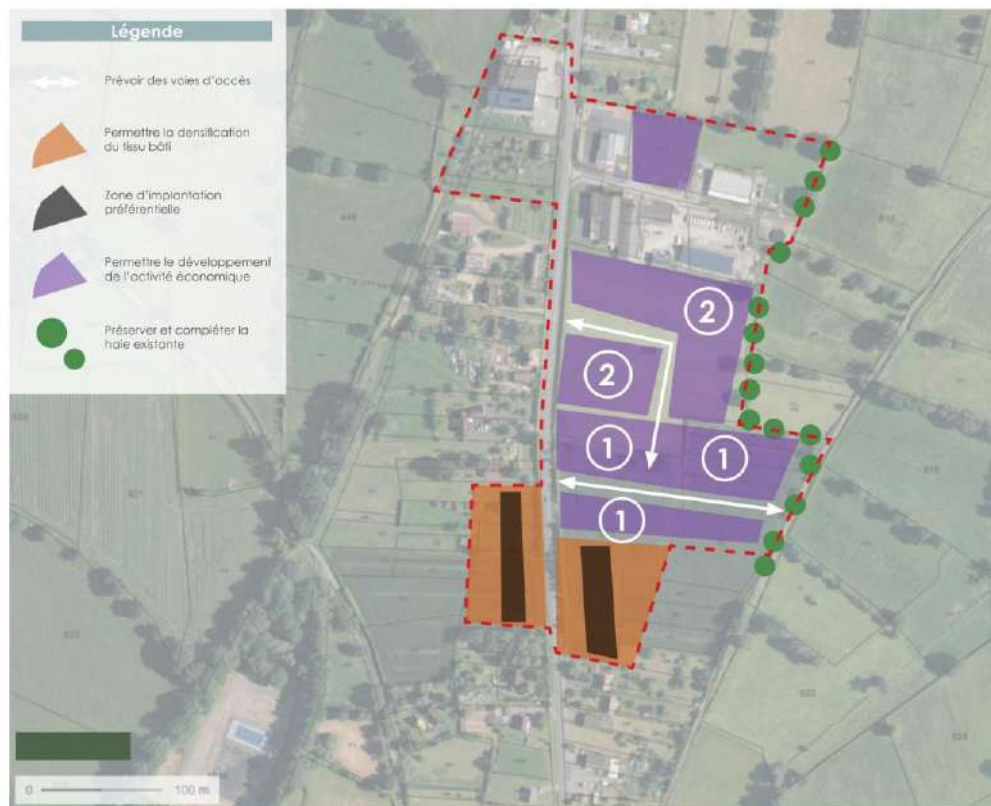 Légende
Prévoir des voies d'accès
Permettre la densification
du tissu bâti
Zone d'implantation
préférentielle
Permettre le développement
de l'activité économique
Préserver et compléter la
haie existante
2
2
1
1
1
0
100 m